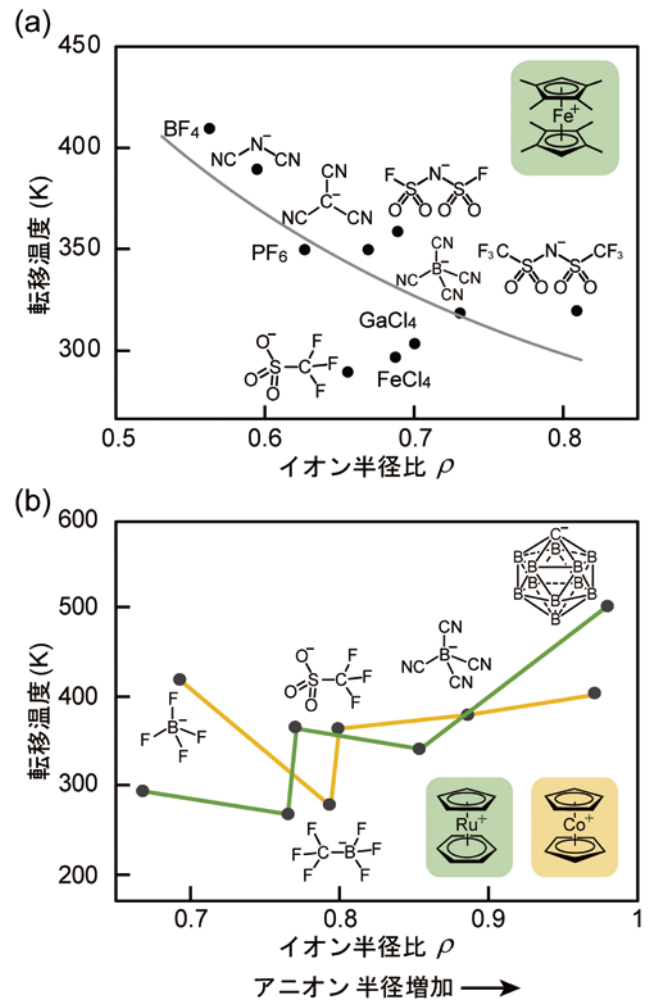 (a)
450
400
350
300
転移温度 (K)
BF4
N−
NC CN
CN
C−
NC CN
F N− F
S S
O O O O
Fe+
PF6
CN
B−
NC CN
CN
F3C N− CF3
S S
O O O O
GaCl4
FeCl4
O−
O S C F
O F
F
0.5 0.6 0.7 0.8
イオン半径比 ρ
(b)
600
500
400
300
200
転移温度 (K)
C−
B B B
B B B B
B B
B B
B
O−
O S C F
O F
F
CN
NC B− CN
CN
F
B−
F F
F
F F
F C B− F
F F
Ru+ Co+
0.7 0.8 0.9 1
イオン半径比 ρ
アニオン 半径増加